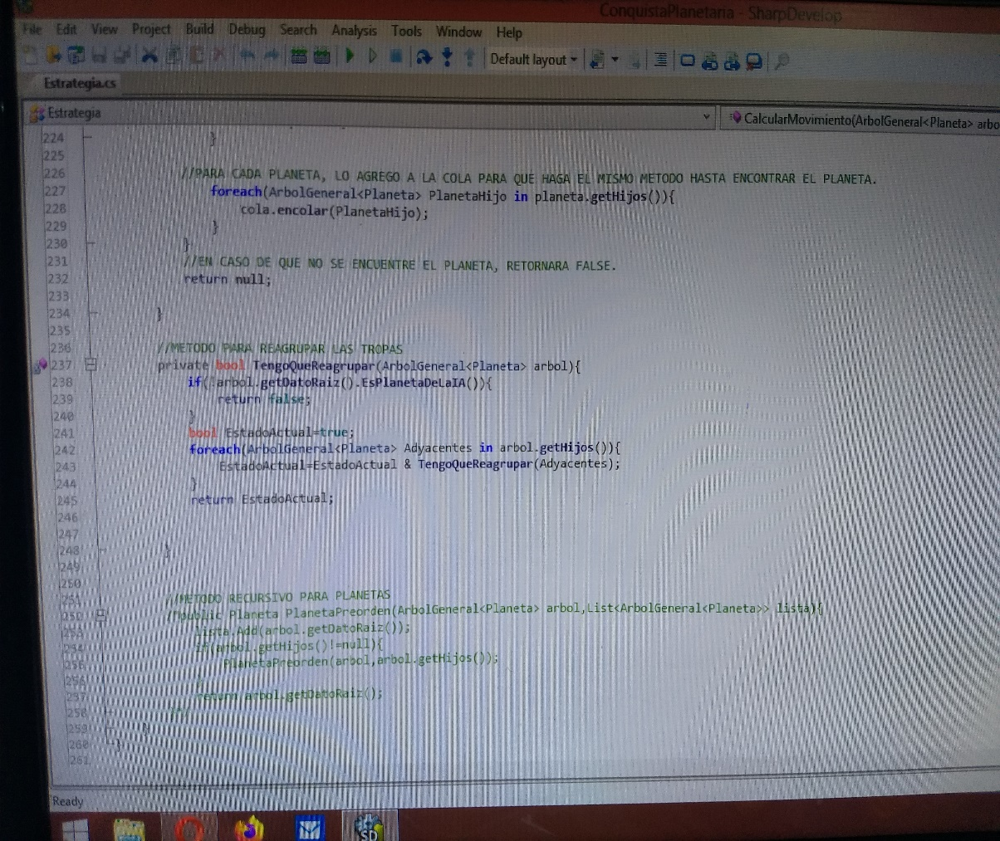 ConquistaPlanetaria - SharpDevelop
File Edit View Project Build Debug Search Analysis Tools Window Help
Default layout
Estrategia.cs
Estrategia
CalcularMovimiento(ArbolGeneral<Planeta> arbo
224 }
225
226 //PARA CADA PLANETA, LO AGREGO A LA COLA PARA QUE HAGA EL MISMO METODO HASTA ENCONTRAR EL PLANETA.
227 foreach(ArbolGeneral<Planeta> PlanetaHijo in planeta.getHijos()){
228 cola.encolar(PlanetaHijo);
229 }
230 }
231 //EN CASO DE QUE NO SE ENCUENTRE EL PLANETA, RETORNARA FALSE.
232 return null;
233
234 }
235
236 //METODO PARA REAGRUPAR LAS TROPAS
237 private bool TengoQueReagrupar(ArbolGeneral<Planeta> arbol){
238 if(!arbol.getDatoRaiz().EsPlanetaDeLaIA()){
239 return false;
240 }
241 bool EstadoActual=true;
242 foreach(ArbolGeneral<Planeta> Adyacentes in arbol.getHijos()){
243 EstadoActual=EstadoActual & TengoQueReagrupar(Adyacentes);
244 }
245 return EstadoActual;
246
247
248 }
249
250
251 //METODO RECURSIVO PARA PLANETAS
252 /*public Planeta PlanetaPreorden(ArbolGeneral<Planeta> arbol,List<ArbolGeneral<Planeta>> lista){
253 lista.Add(arbol.getDatoRaiz());
254 if(arbol.getHijos()!=null){
255 PlanetaPreorden(arbol,arbol.getHijos());
256
257 return arbol.getDatoRaiz();
258
259 }
260 }
261
Ready
SD